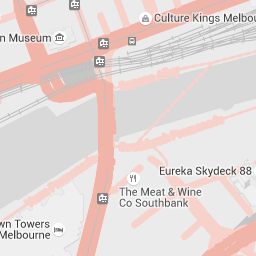 Culture Kings Melbou
n Museum
Eureka Skydeck 88
The Meat & Wine
Co Southbank
wn Towers
Melbourne